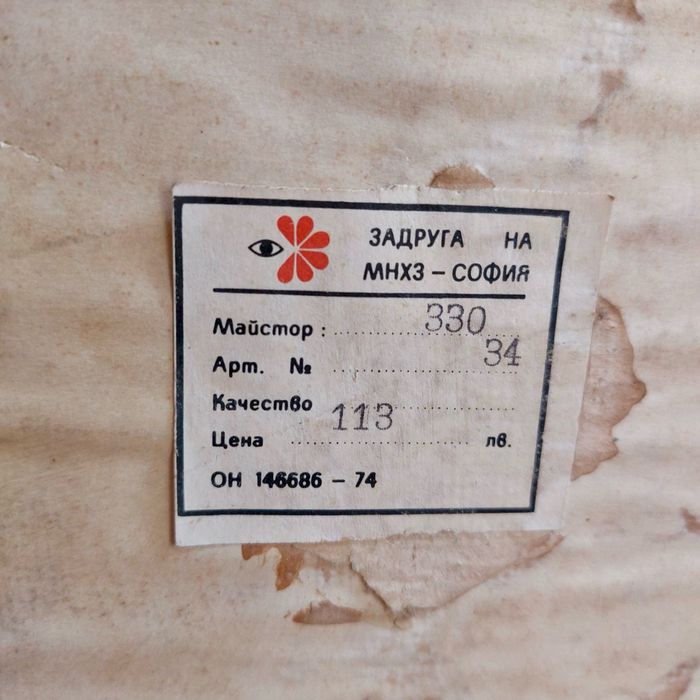 ЗАДРУГА НА
МНХЗ – СОФИЯ
Майстор : 330
Арт. № 34
Качество
Цена 113 лв.
ОН 146686 – 74